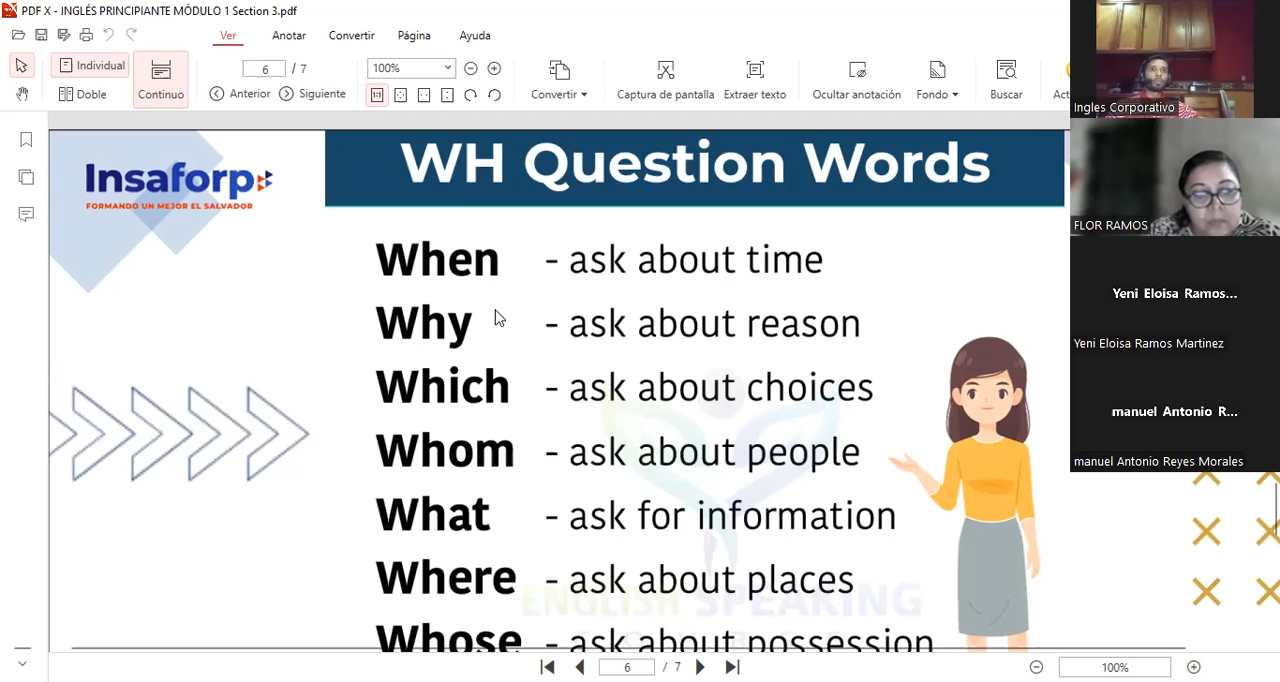 PDF X - INGLÉS PRINCIPIANTE MÓDULO 1 Section 3.pdf
Ver Anotar Convertir Página Ayuda
Individual
Doble
Continuo
6 / 7
Anterior Siguiente
100%
Convertir
Captura de pantalla
Extraer texto
Ocultar anotación
Fondo
Buscar
Insaforp
FORMANDO UN MEJOR EL SALVADOR
WH Question Words
When - ask about time
Why - ask about reason
Which - ask about choices
Whom - ask about people
What - ask for information
Where - ask about places
Whose - ask about possession
ENGLISH SPEAKING
Ingles Corporativo
FLOR RAMOS
Yeni Eloisa Ramos...
Yeni Eloisa Ramos Martinez
manuel Antonio R...
manuel Antonio Reyes Morales
6 / 7
100%